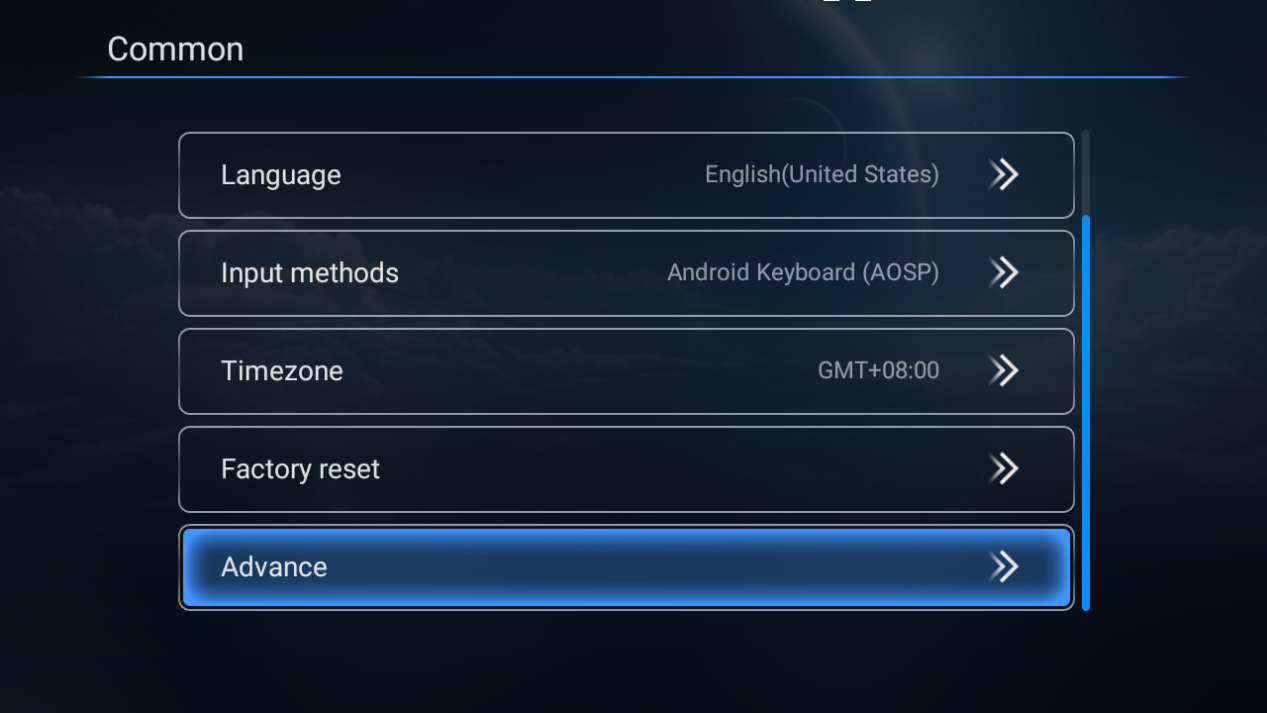 Common
Language English(United States)
Input methods Android Keyboard (AOSP)
Timezone GMT+08:00
Factory reset
Advance